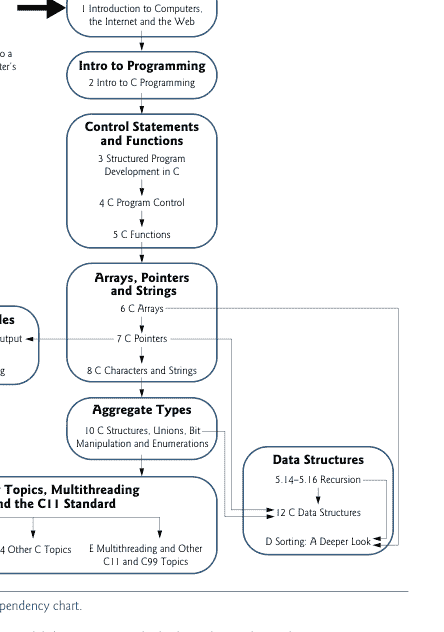 1 Introduction to Computers,
the Internet and the Web
o a
ter's
Intro to Programming
2 Intro to C Programming
Control Statements
and Functions
3 Structured Program
Development in C
4 C Program Control
5 C Functions
Arrays, Pointers
and Strings
6 C Arrays
les
utput
7 C Pointers
g
8 C Characters and Strings
Aggregate Types
10 C Structures, Unions, Bit
Manipulation and Enumerations
Data Structures
5.14–5.16 Recursion
12 C Data Structures
D Sorting: A Deeper Look
Topics, Multithreading
nd the C11 Standard
4 Other C Topics
E Multithreading and Other
C11 and C99 Topics
pendency chart.